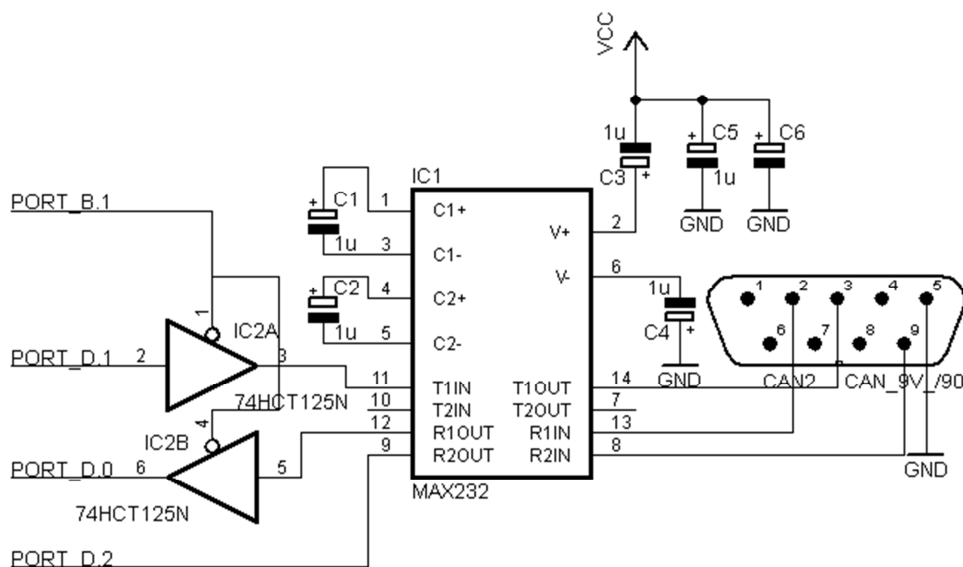 VCC
1u
C3
+
+
C5
1u
+
C6
GND
GND
IC1
+
C1
1u
1
3
+
C2
1u
4
5
C1+
C1-
C2+
C2-
V+
V-
2
6
1u
C4
+
GND
PORT_B.1
1
IC2A
PORT_D.1
2
3
74HCT125N
4
IC2B
PORT_D.0
6
5
74HCT125N
PORT_D.2
11
10
12
9
T1IN
T2IN
R1OUT
R2OUT
T1OUT
T2OUT
R1IN
R2IN
14
7
13
8
MAX232
1
2
3
4
5
6
7
8
9
CAN2
CAN_9V_/90
GND